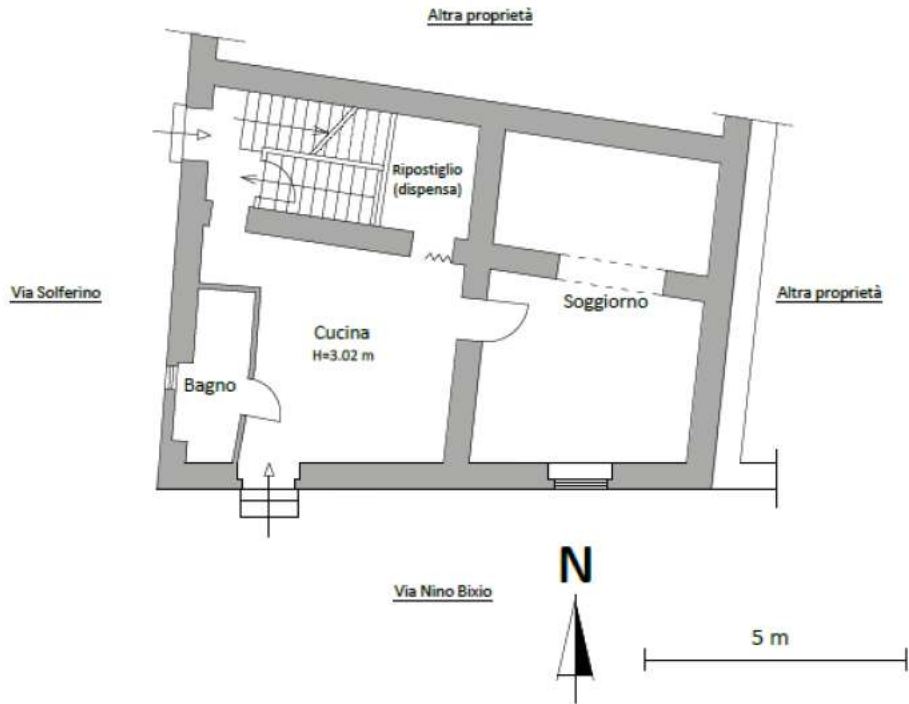 Altra proprietà
Ripostiglio
(dispensa)
Via Solferino
Soggiorno
Altra proprietà
Cucina
H=3.02 m
Bagno
Via Nino Bixio
N
5 m